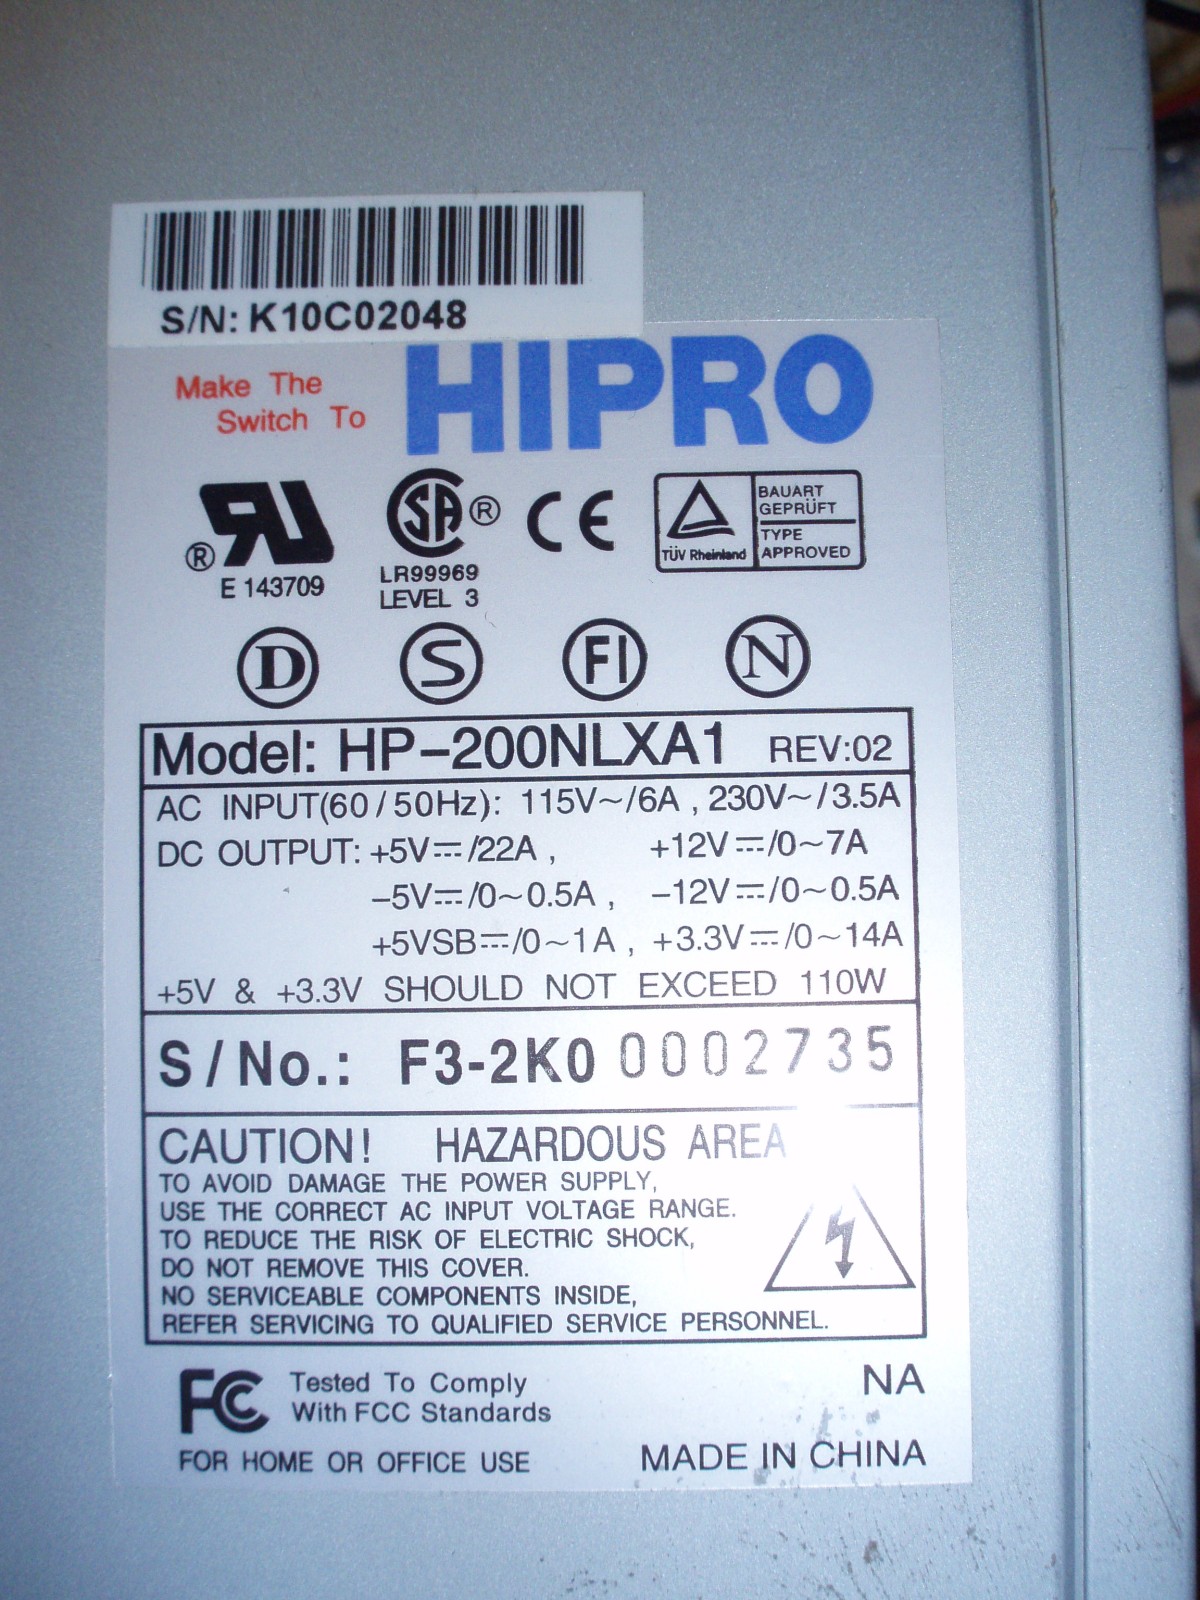 S/N: K10C02048
Make The
Switch To
HIPRO
® E 143709
SA ®
LR99969
LEVEL 3
CE
TÜV Rheinland
BAUART
GEPRÜFT
TYPE
APPROVED
D S FI N
Model: HP-200NLXA1 REV:02
AC INPUT(60/50Hz): 115V~/6A , 230V~/3.5A
DC OUTPUT: +5V⎓/22A , +12V⎓/0~7A
-5V⎓/0~0.5A , -12V⎓/0~0.5A
+5VSB⎓/0~1A , +3.3V⎓/0~14A
+5V & +3.3V SHOULD NOT EXCEED 110W
S/No.: F3-2K0 0002735
CAUTION! HAZARDOUS AREA
TO AVOID DAMAGE THE POWER SUPPLY,
USE THE CORRECT AC INPUT VOLTAGE RANGE.
TO REDUCE THE RISK OF ELECTRIC SHOCK,
DO NOT REMOVE THIS COVER.
NO SERVICEABLE COMPONENTS INSIDE,
REFER SERVICING TO QUALIFIED SERVICE PERSONNEL.
FC Tested To Comply
With FCC Standards
NA
FOR HOME OR OFFICE USE
MADE IN CHINA